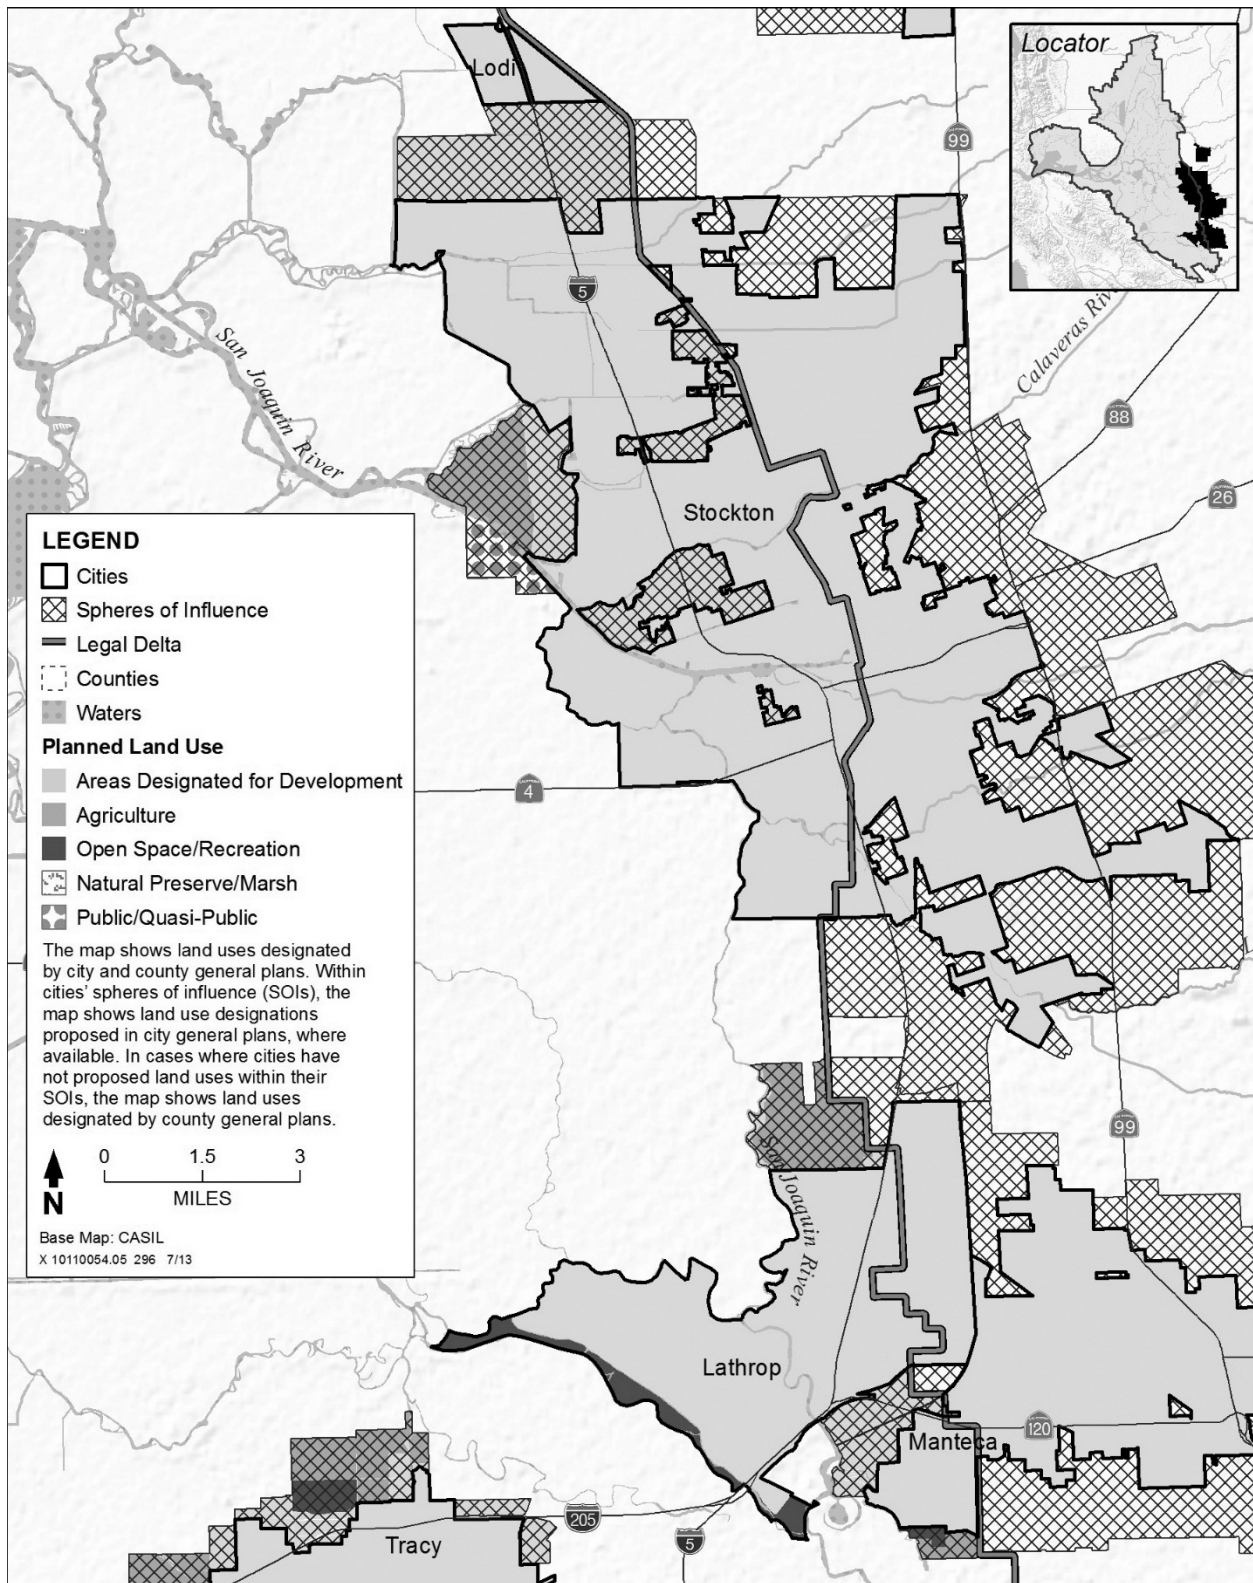 Locator
Lodi
99
5
Calaveras River
San Joaquin River
88
26
Stockton
LEGEND
Cities
Spheres of Influence
Legal Delta
Counties
Waters
Planned Land Use
Areas Designated for Development
Agriculture
Open Space/Recreation
Natural Preserve/Marsh
Public/Quasi-Public
The map shows land uses designated
by city and county general plans. Within
cities' spheres of influence (SOIs), the
map shows land use designations
proposed in city general plans, where
available. In cases where cities have
not proposed land uses within their
SOIs, the map shows land uses
designated by county general plans.
0 1.5 3
MILES
N
Base Map: CASIL
X 10110054.05 296 7/13
4
99
San Joaquin River
Lathrop
Manteca
120
205
5
Tracy